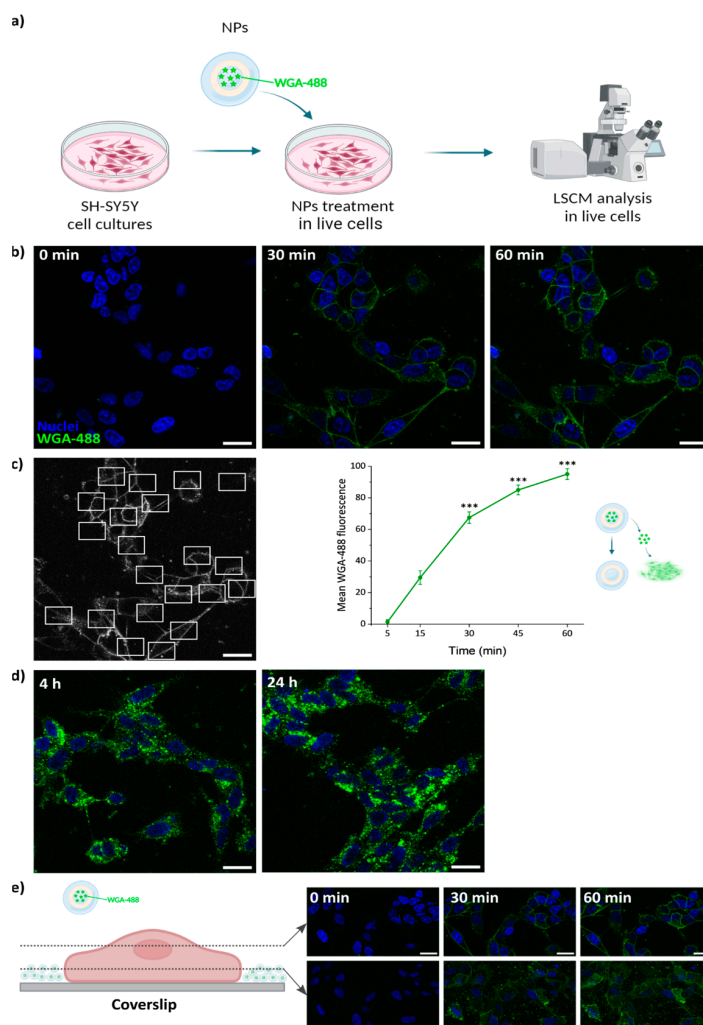 a)
NPs
WGA-488
SH-SY5Y
cell cultures
NPs treatment
in live cells
LSCM analysis
in live cells
b)
0 min
30 min
60 min
Nuclei
WGA-488
c)
Mean WGA-488 fluorescence
100
80
60
40
20
0
***
***
***
5
15
30
45
60
Time (min)
d)
4 h
24 h
e)
WGA-488
Coverslip
0 min
30 min
60 min